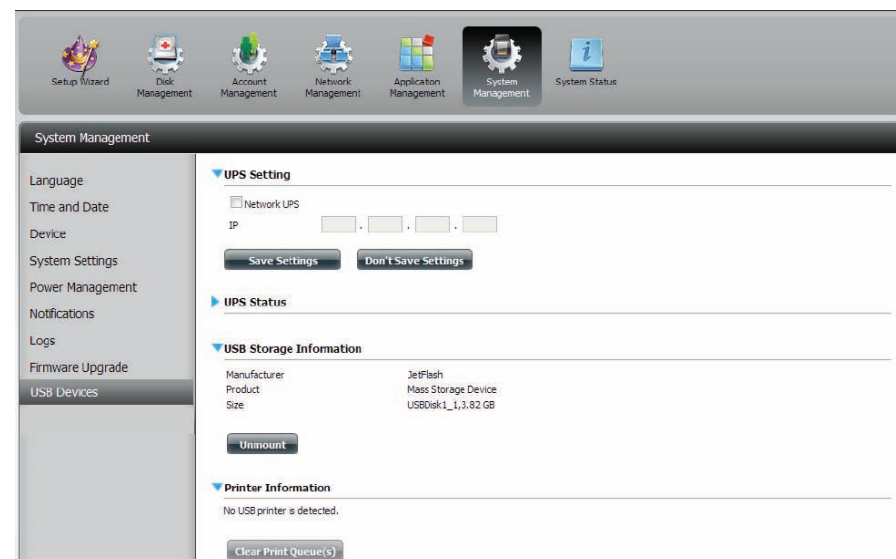 Setup Wizard
Disk Management
Account Management
Network Management
Application Management
System Management
System Status
System Management
Language
Time and Date
Device
System Settings
Power Management
Notifications
Logs
Firmware Upgrade
USB Devices
UPS Setting
Network UPS
IP . . .
Save Settings Don't Save Settings
UPS Status
USB Storage Information
Manufacturer JetFlash
Product Mass Storage Device
Size USBDisk1_1,3.82 GB
Unmount
Printer Information
No USB printer is detected.
Clear Print Queue(s)